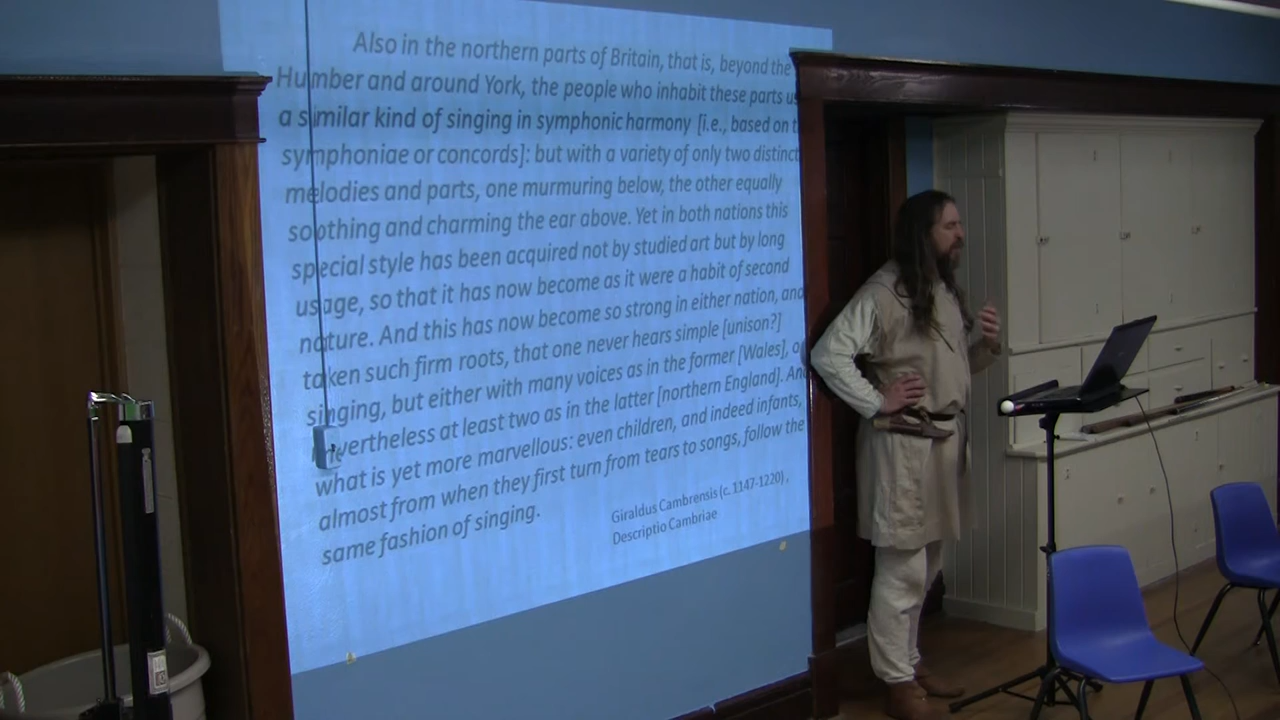 Also in the northern parts of Britain, that is, beyond the
Humber and around York, the people who inhabit these parts
a similar kind of singing in symphonic harmony [i.e., based on
symphoniae or concords]: but with a variety of only two distinct
melodies and parts, one murmuring below, the other equally
soothing and charming the ear above. Yet in both nations this
special style has been acquired not by studied art but by long
usage, so that it has now become as it were a habit of second
nature. And this has now become so strong in either nation, and
taken such firm roots, that one never hears simple [unison?]
singing, but either with many voices as in the former [Wales],
nevertheless at least two as in the latter [northern England]. And
what is yet more marvellous: even children, and indeed infants,
almost from when they first turn from tears to songs, follow the
same fashion of singing.
Giraldus Cambrensis (c. 1147-1220),
Descriptio Cambriae